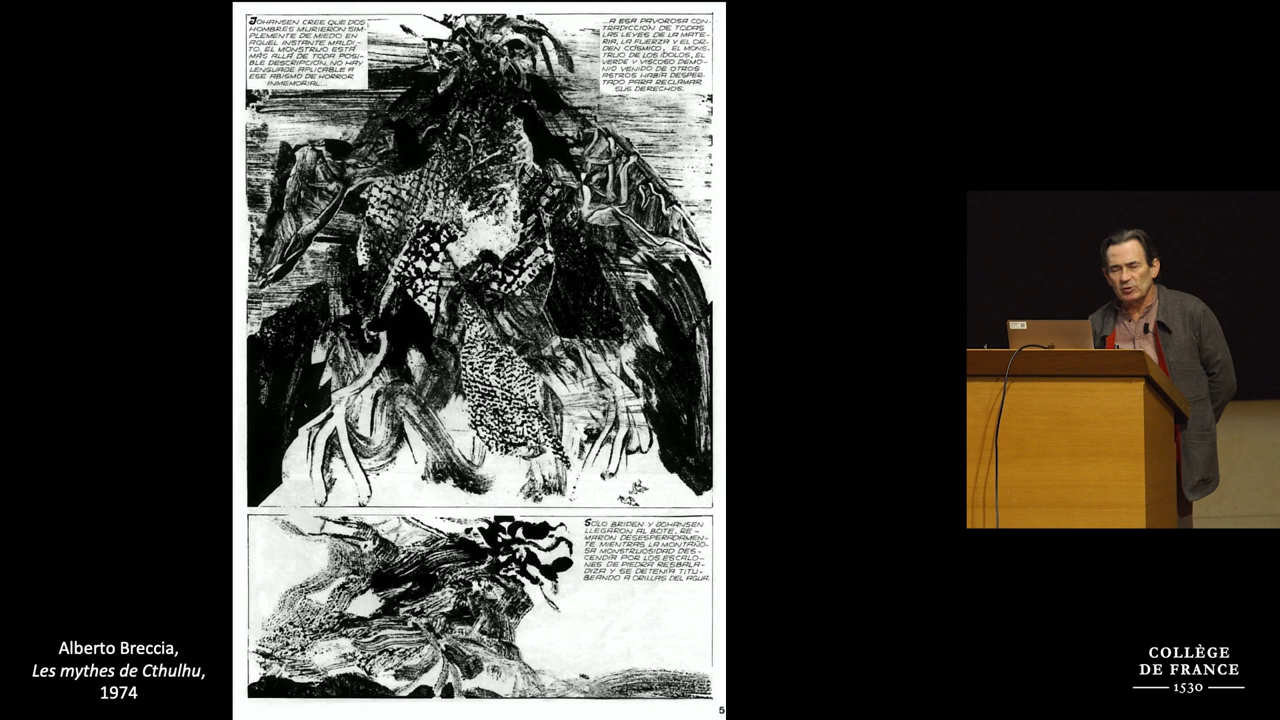 JOHANSEN CREE QUE DOS
HOMBRES MURIERON SIM-
PLEMENTE DE MIEDO EN
AQUEL INSTANTE MALDI-
TO. EL MONSTRUO ESTÁ
MÁS ALLÁ DE TODA POSI-
BLE DESCRIPCIÓN, NO HAY
LENGUAGE APLICABLE A
ESE ABISMO DE HORROR
INMEMORIAL...
...A ESA PAVOROSA CON-
TRADICCIÓN DE TODAS
LAS LEYES DE LA MATE-
RIA, LA FUERZA Y EL OR-
DEN CÓSMICO, EL MONS-
TRUO DE LOS ÍDOLOS, EL
VERDE Y VISCOSO DEMO-
NIO VENIDO DE OTROS
ASTROS HABÍA DESPER-
TADO PARA RECLAMAR
SUS DERECHOS.
SÓLO BRIDEN Y JOHANSEN
LLEGARON AL BOTE, RE-
MARON DESESPERADAMEN-
TE MIENTRAS LA MONTAÑO-
SA MONSTRUOSIDAD DES-
CENDÍA POR LOS ESCALO-
NES DE PIEDRA RESBALA-
DIZA Y SE DETENÍA TITU-
BEANDO A ORILLAS DEL AGUA.
5
Alberto Breccia,
Les mythes de Cthulhu,
1974
COLLÈGE
DE FRANCE
1530